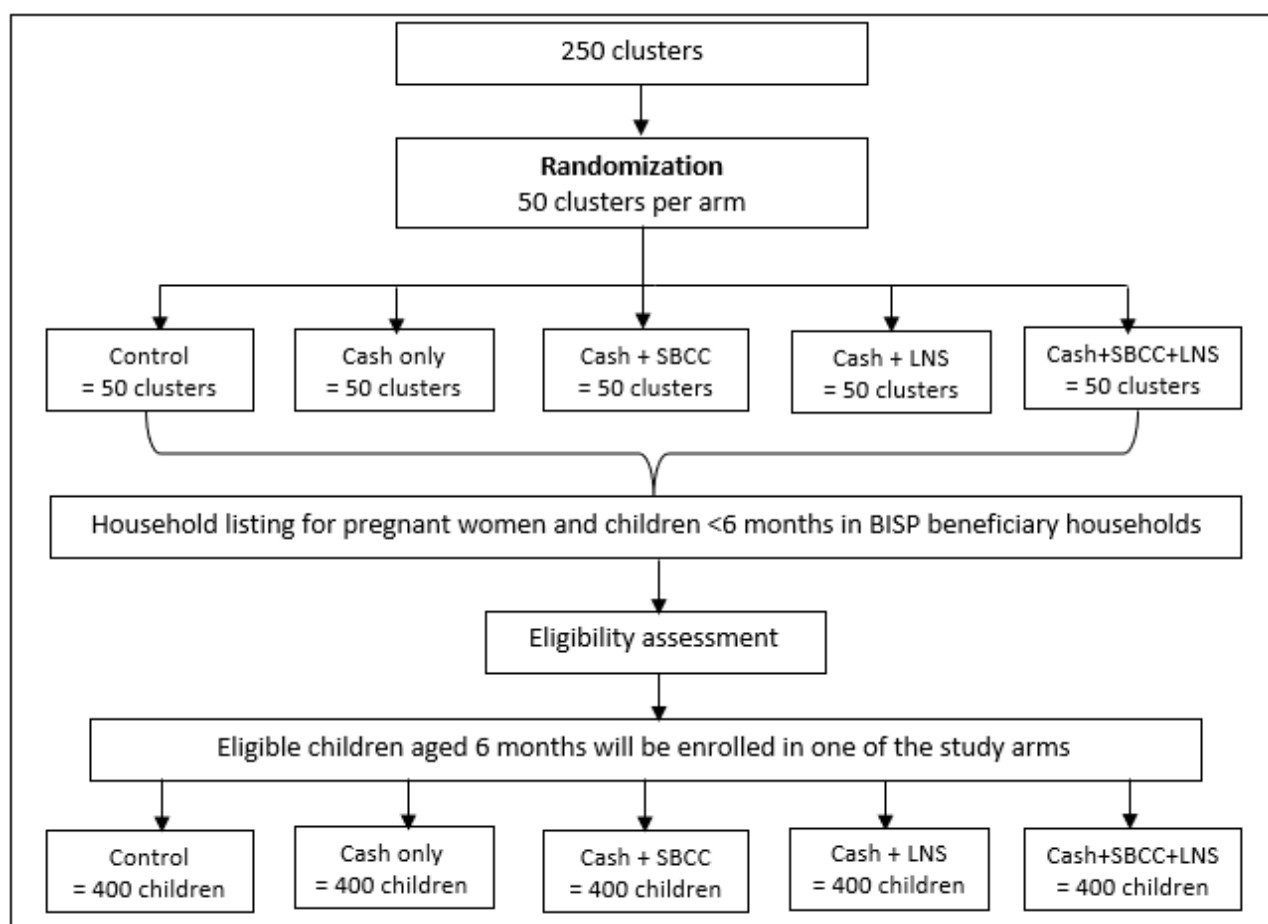 250 clusters
Randomization
50 clusters per arm
Control
= 50 clusters
Cash only
= 50 clusters
Cash + SBCC
= 50 clusters
Cash + LNS
= 50 clusters
Cash+SBCC+LNS
= 50 clusters
Household listing for pregnant women and children <6 months in BISP beneficiary households
Eligibility assessment
Eligible children aged 6 months will be enrolled in one of the study arms
Control
= 400 children
Cash only
= 400 children
Cash + SBCC
= 400 children
Cash + LNS
= 400 children
Cash+SBCC+LNS
= 400 children